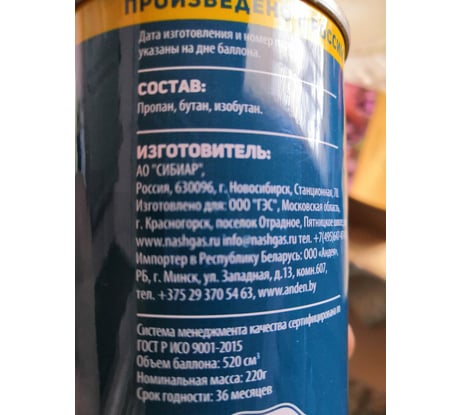 ПРОИЗВЕДЕНО
Дата изготовления и номер
указаны на дне баллона.
СОСТАВ:
Пропан, бутан, изобутан.
ИЗГОТОВИТЕЛЬ:
АО "СИБИАР",
Россия, 630096, г. Новосибирск, Станционная,
Изготовлено для: ООО "ГЭС", Московская область,
г. Красногорск, поселок Отрадное, Пятницкое
www.nashgas.ru info@nashgas.ru тел.
Импортер в Республику Беларусь: ООО «Анден»,
РБ, г. Минск, ул. Западная, д.13, комн.607,
тел. +375 29 370 54 63, www.anden.by
Система менеджмента качества сертифицирована по
ГОСТ Р ИСО 9001-2015
Объем баллона: 520 см³
Номинальная масса: 220г
Срок годности: 36 месяцев